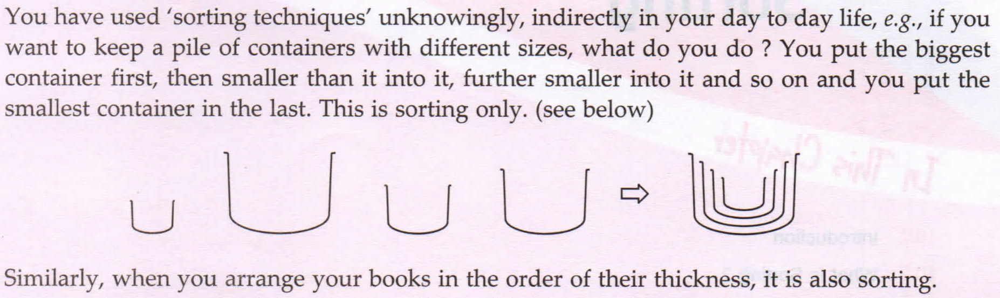 You have used ‘sorting techniques’ unknowingly, indirectly in your day to day life, e.g., if you
want to keep a pile of containers with different sizes, what do you do ? You put the biggest
container first, then smaller than it into it, further smaller into it and so on and you put the
smallest container in the last. This is sorting only. (see below)
In This Chapter
Introduction
Similarly, when you arrange your books in the order of their thickness, it is also sorting.